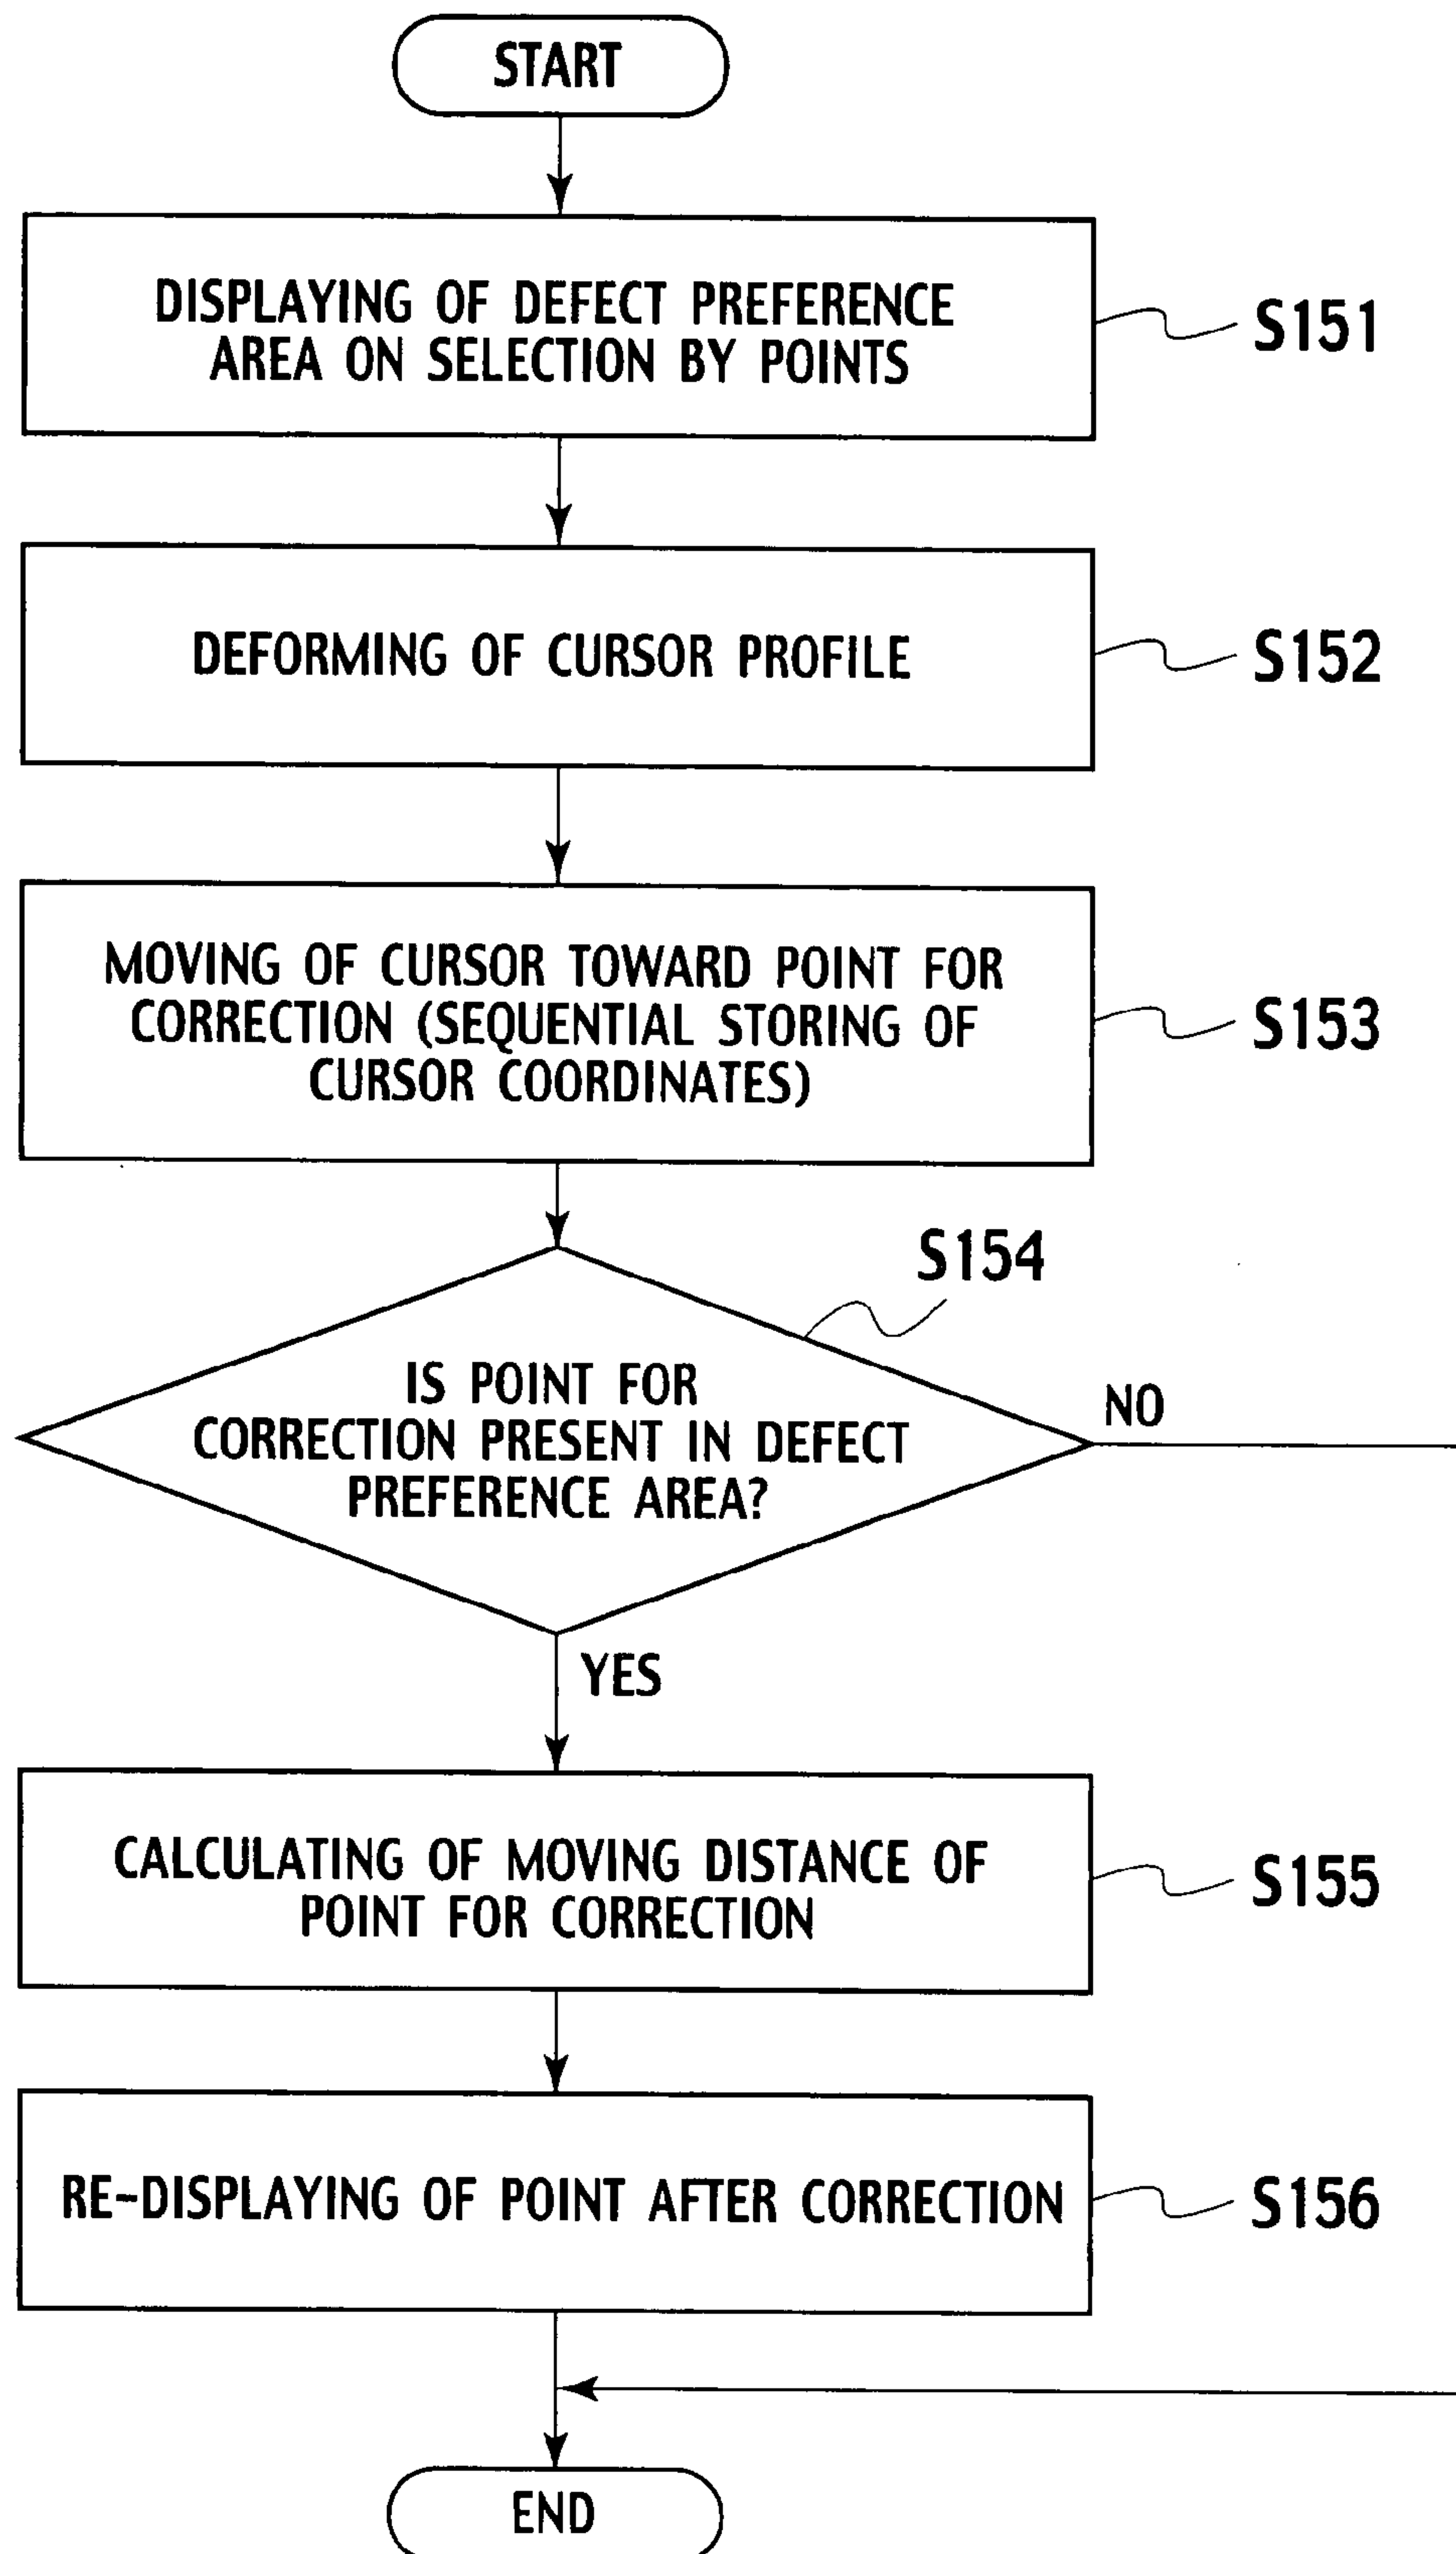 START
DISPLAYING OF DEFECT PREFERENCE
AREA ON SELECTION BY POINTS
S151
DEFORMING OF CURSOR PROFILE
S152
MOVING OF CURSOR TOWARD POINT FOR
CORRECTION (SEQUENTIAL STORING OF
CURSOR COORDINATES)
S153
S154
IS POINT FOR
CORRECTION PRESENT IN DEFECT
PREFERENCE AREA?
NO
YES
CALCULATING OF MOVING DISTANCE OF
POINT FOR CORRECTION
S155
RE-DISPLAYING OF POINT AFTER CORRECTION
S156
END